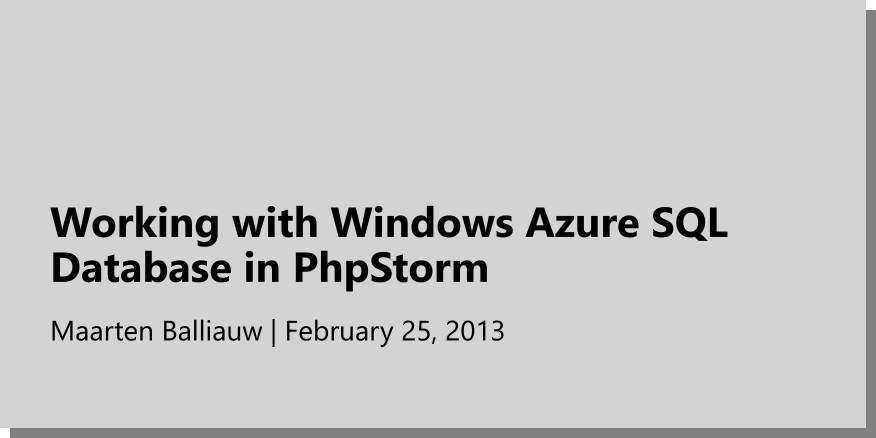 Working with Windows Azure SQL
Database in PhpStorm
Maarten Balliauw | February 25, 2013